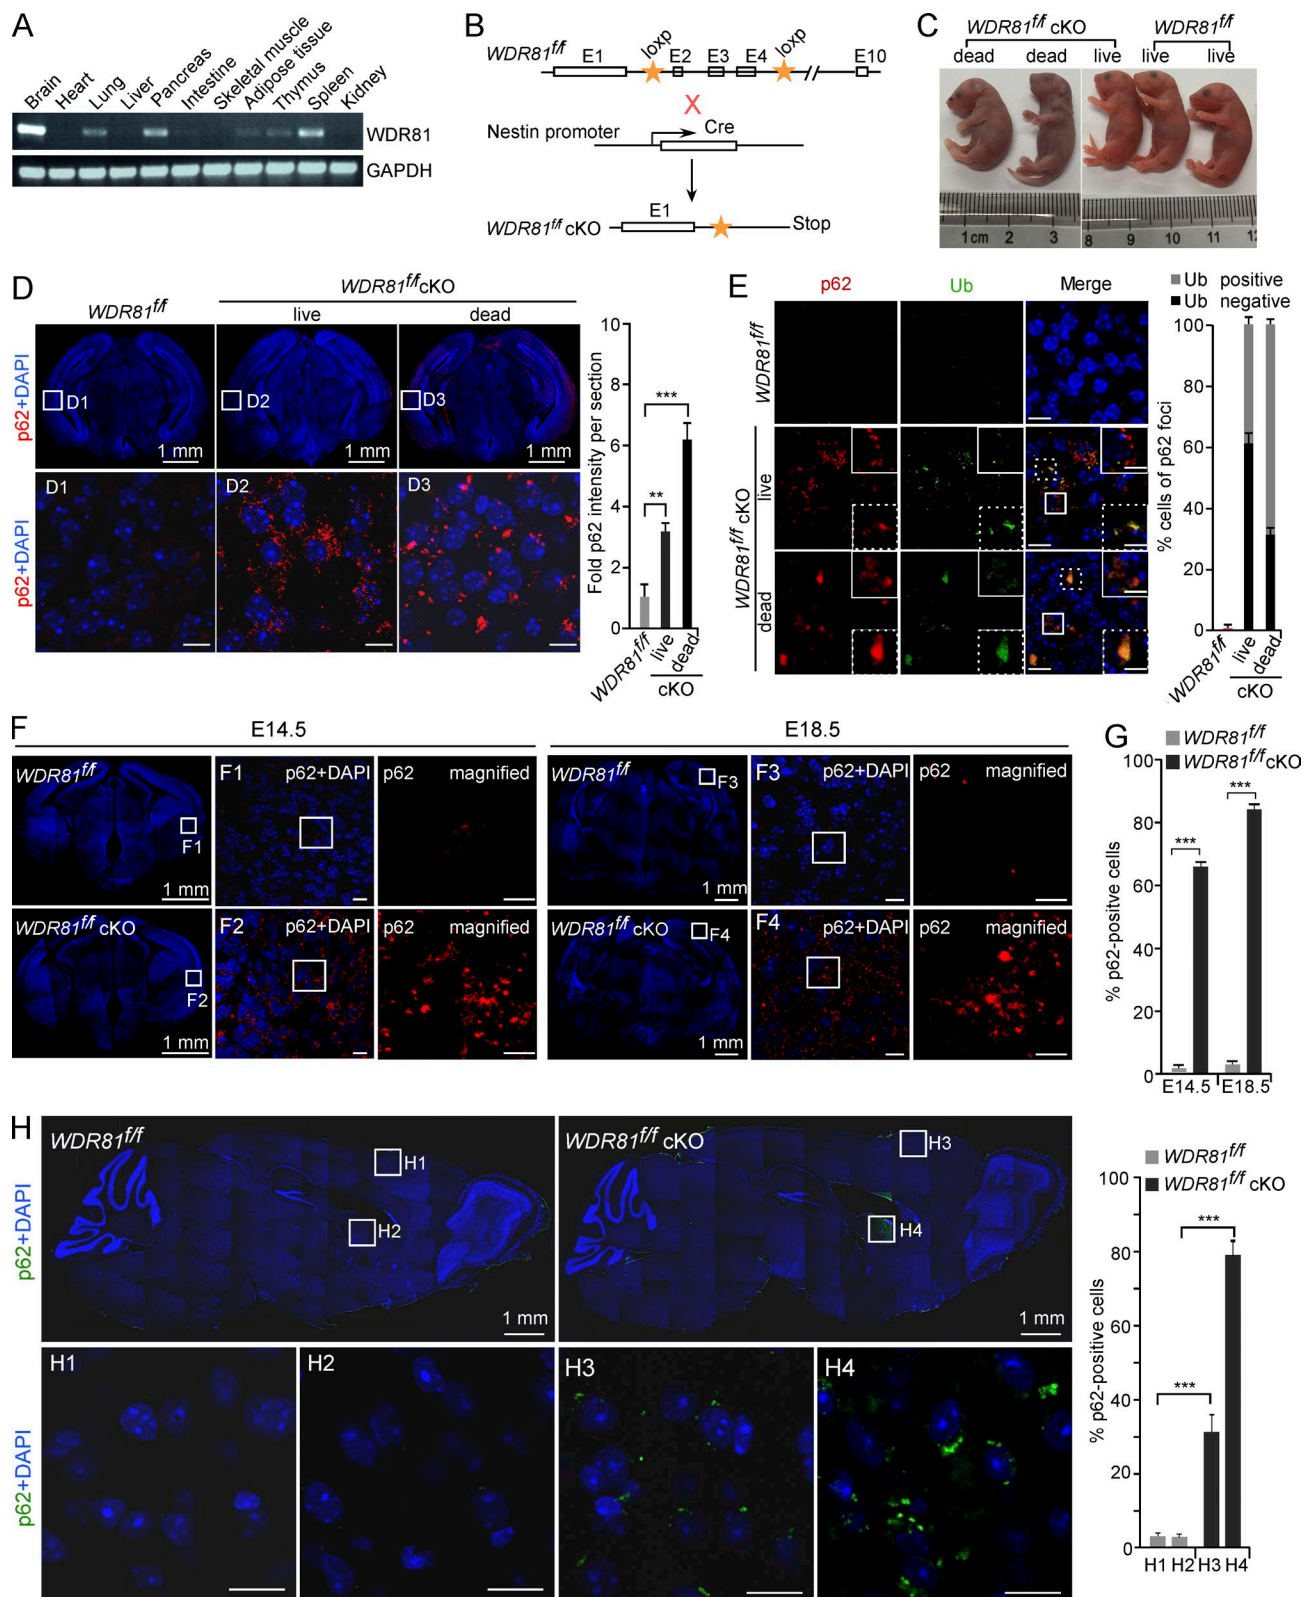 A
Brain
Heart
Lung
Liver
Pancreas
Intestine
Skeletal muscle
Adipose tissue
Thymus
Spleen
Kidney
WDR81
GAPDH
B
WDR81f/f
E1
loxp
E2
E3
E4
loxp
E10
X
Nestin promoter
Cre
WDR81f/f cKO
E1
Stop
C
WDR81f/f cKO
WDR81f/f
dead
dead
live
live
live
1cm 2 3
8 9 10 11 12
D
WDR81f/f
WDR81f/fcKO
live
dead
p62+DAPI
D1
1 mm
D2
1 mm
D3
1 mm
p62+DAPI
D1
D2
D3
Fold p62 intensity per section
10
8
6
4
2
0
***
**
WDR81f/f
live
dead
cKO
E
p62
Ub
Merge
WDR81f/f
WDR81f/f cKO
live
dead
Ub positive
Ub negative
% cells of p62 foci
100
80
60
40
20
0
WDR81f/f
live
dead
cKO
F
E14.5
E18.5
WDR81f/f
F1
1 mm
F1
p62+DAPI
p62
magnified
WDR81f/f
F3
1 mm
F3
p62+DAPI
p62
magnified
WDR81f/f cKO
F2
1 mm
F2
p62+DAPI
p62
magnified
WDR81f/f cKO
F4
1 mm
F4
p62+DAPI
p62
magnified
G
WDR81f/f
WDR81f/fcKO
% p62-positve cells
100
80
60
40
20
0
***
***
E14.5
E18.5
H
p62+DAPI
WDR81f/f
H1
H2
1 mm
WDR81f/f cKO
H3
H4
1 mm
p62+DAPI
H1
H2
H3
H4
WDR81f/f
WDR81f/f cKO
% p62-positive cells
100
80
60
40
20
0
***
***
H1 H2 H3 H4